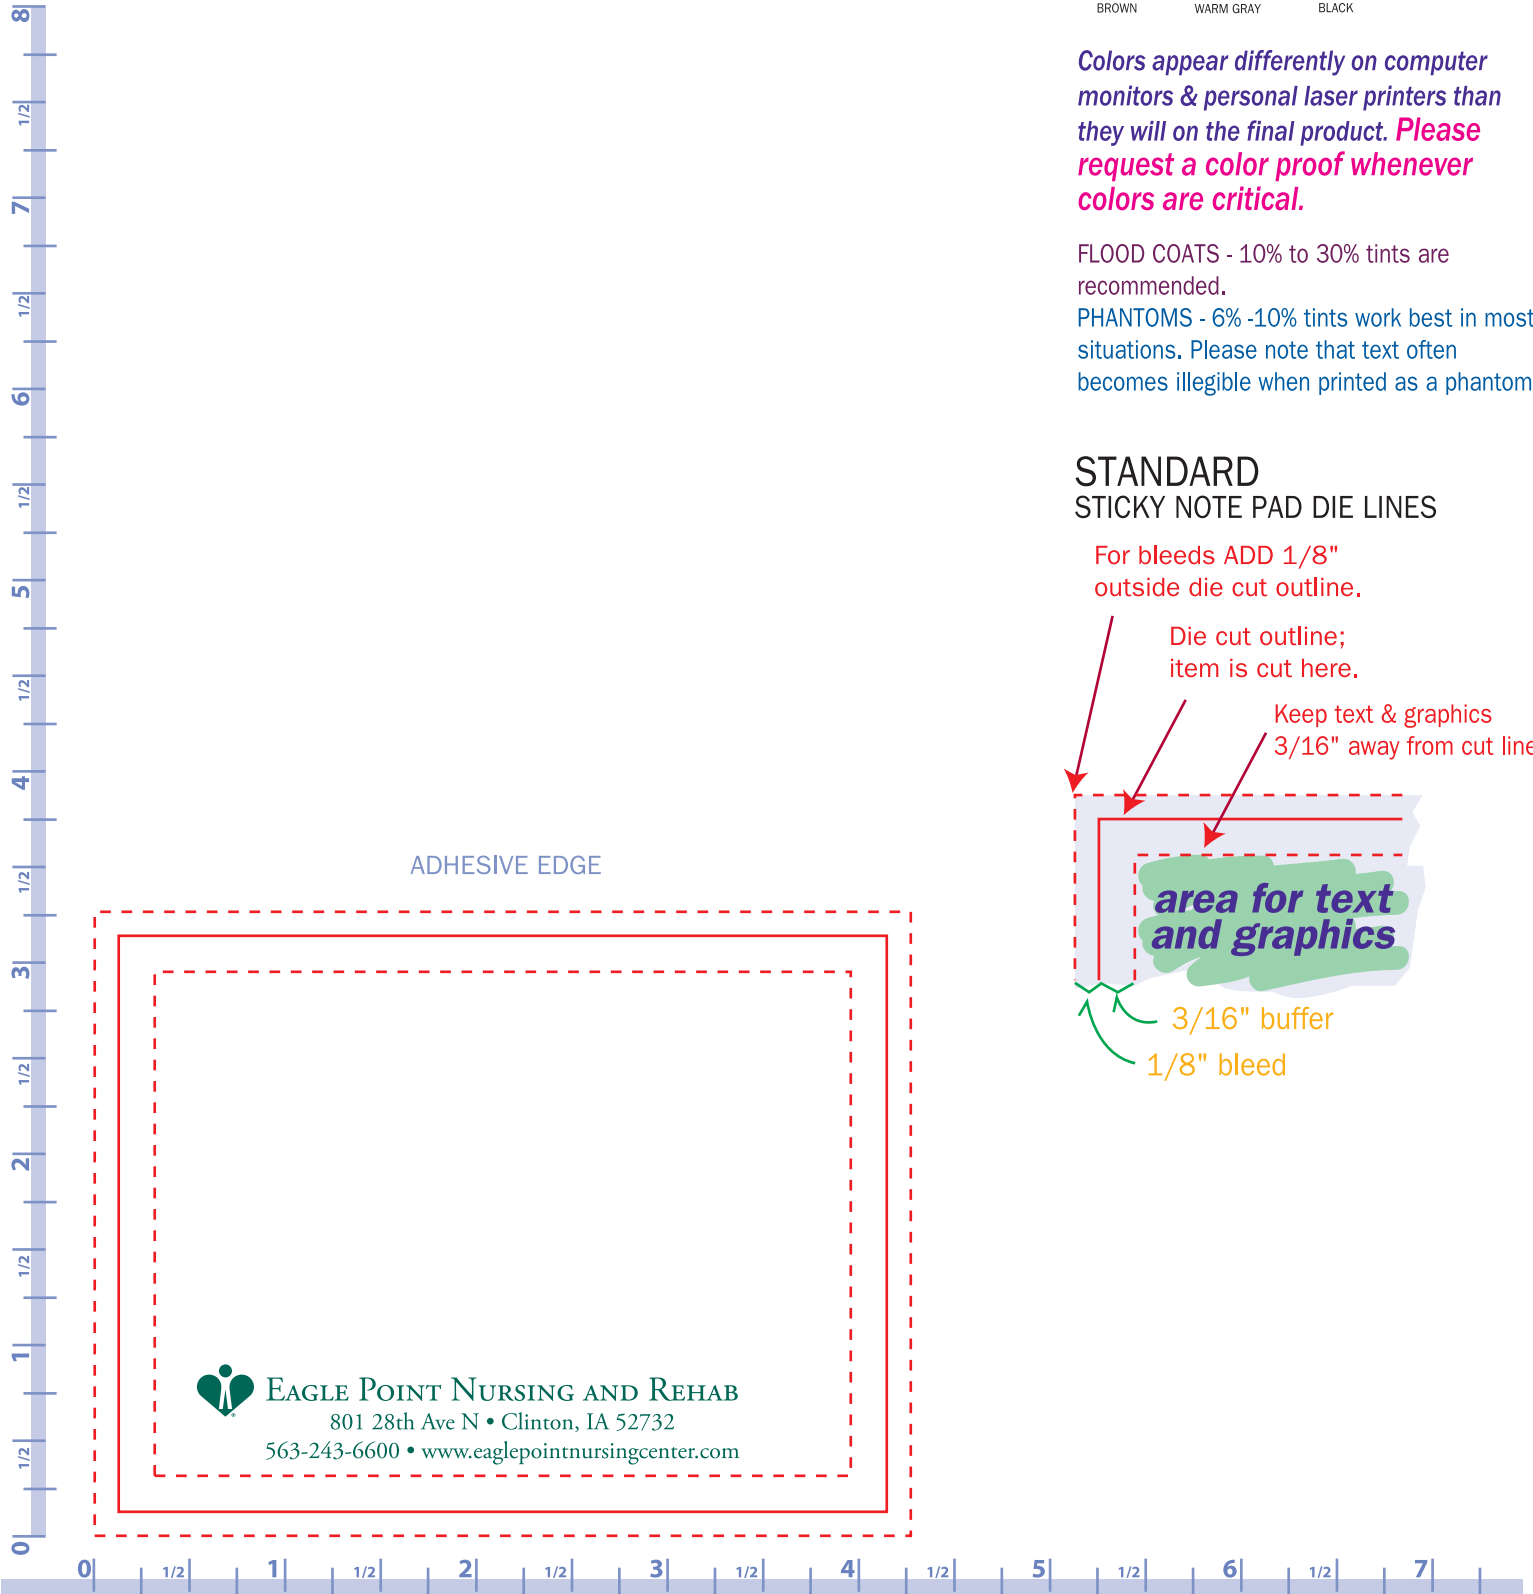 BROWN WARM GRAY BLACK
Colors appear differently on computer
monitors & personal laser printers than
they will on the final product. Please
request a color proof whenever
colors are critical.
FLOOD COATS - 10% to 30% tints are
recommended.
PHANTOMS - 6% -10% tints work best in most
situations. Please note that text often
becomes illegible when printed as a phantom
STANDARD
STICKY NOTE PAD DIE LINES
For bleeds ADD 1/8"
outside die cut outline.
Die cut outline;
item is cut here.
Keep text & graphics
3/16" away from cut line
area for text
and graphics
3/16" buffer
1/8" bleed
ADHESIVE EDGE
EAGLE POINT NURSING AND REHAB
801 28th Ave N • Clinton, IA 52732
563-243-6600 • www.eaglepointnursingcenter.com
8
1/2
7
1/2
6
1/2
5
1/2
4
1/2
3
1/2
2
1/2
1
1/2
0
0 1/2 1 1/2 2 1/2 3 1/2 4 1/2 5 1/2 6 1/2 7